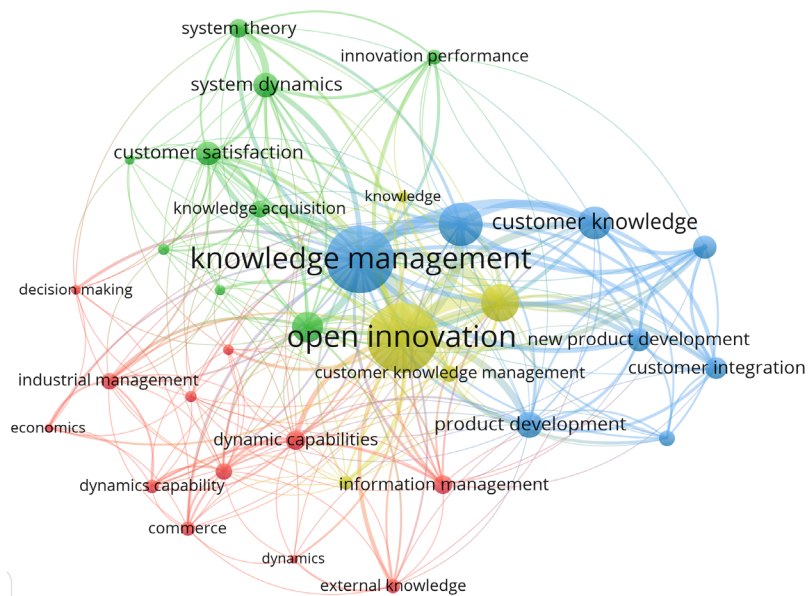 system theory
innovation performance
system dynamics
customer satisfaction
knowledge
knowledge acquisition
customer knowledge
knowledge management
decision making
open innovation
new product development
customer integration
customer knowledge management
industrial management
product development
economics
dynamic capabilities
dynamics capability
information management
commerce
dynamics
external knowledge